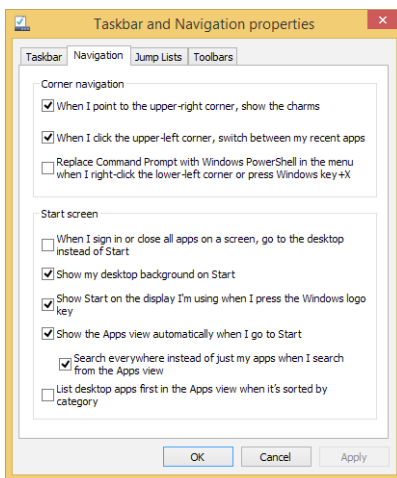 Taskbar and Navigation properties
Taskbar Navigation Jump Lists Toolbars
Corner navigation
When I point to the upper-right corner, show the charms
When I click the upper-left corner, switch between my recent apps
Replace Command Prompt with Windows PowerShell in the menu
when I right-click the lower-left corner or press Windows key+X
Start screen
When I sign in or close all apps on a screen, go to the desktop
instead of Start
Show my desktop background on Start
Show Start on the display I'm using when I press the Windows logo
key
Show the Apps view automatically when I go to Start
Search everywhere instead of just my apps when I search
from the Apps view
List desktop apps first in the Apps view when it's sorted by
category
OK Cancel Apply